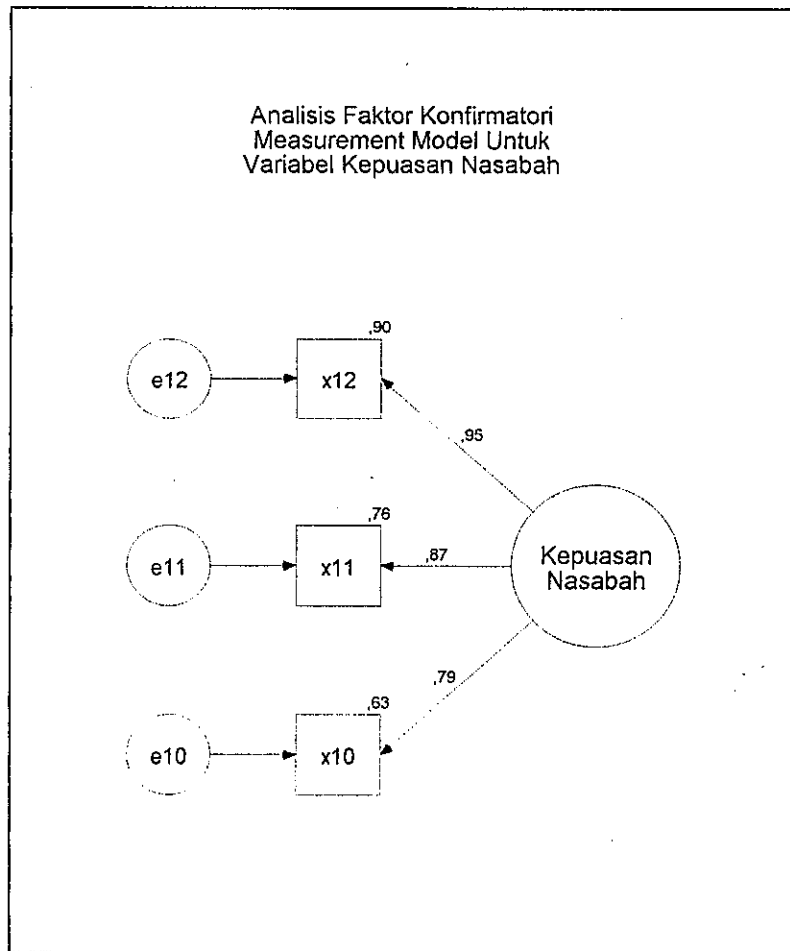 Analisis Faktor Konfirmatori
Measurement Model Untuk
Variabel Kepuasan Nasabah
,90
e12
x12
,95
,76
e11
x11
,87
Kepuasan
Nasabah
,79
,63
e10
x10